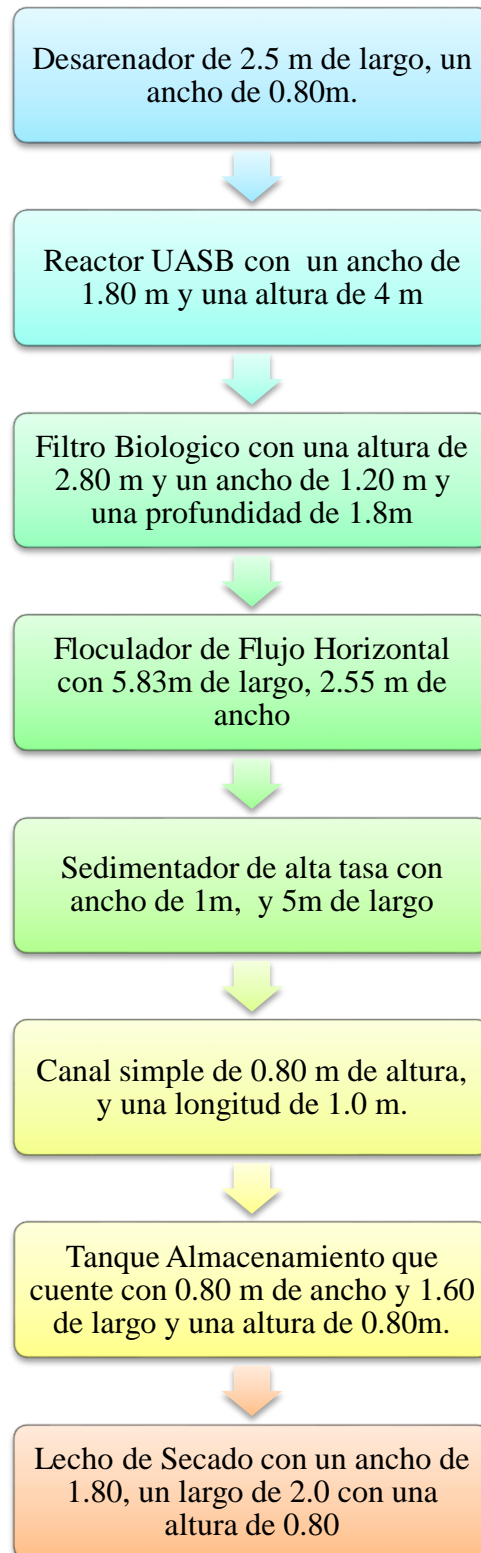 Desarenador de 2.5 m de largo, un
ancho de 0.80m.
Reactor UASB con un ancho de
1.80 m y una altura de 4 m
Filtro Biologico con una altura de
2.80 m y un ancho de 1.20 m y
una profundidad de 1.8m
Floculador de Flujo Horizontal
con 5.83m de largo, 2.55 m de
ancho
Sedimentador de alta tasa con
ancho de 1m, y 5m de largo
Canal simple de 0.80 m de altura,
y una longitud de 1.0 m.
Tanque Almacenamiento que
cuente con 0.80 m de ancho y 1.60
de largo y una altura de 0.80m.
Lecho de Secado con un ancho de
1.80, un largo de 2.0 con una
altura de 0.80